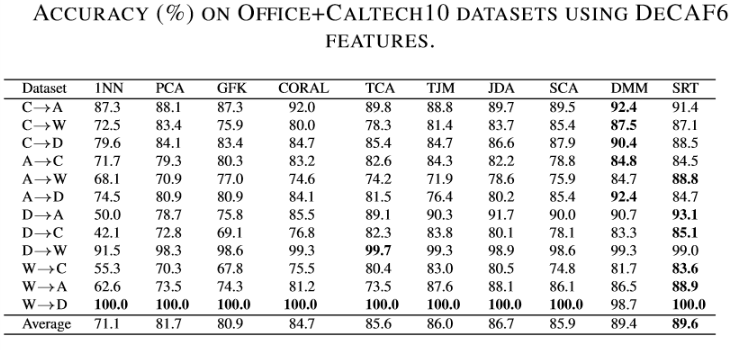 ACCURACY (%) ON OFFICE+CALTECH10 DATASETS USING DECAF6
FEATURES.
Dataset 1NN PCA GFK CORAL TCA TJM JDA SCA DMM SRT
C→A 87.3 88.1 87.3 92.0 89.8 88.8 89.7 89.5 92.4 91.4
C→W 72.5 83.4 75.9 80.0 78.3 81.4 83.7 85.4 87.5 87.1
C→D 79.6 84.1 83.4 84.7 85.4 84.7 86.6 87.9 90.4 88.5
A→C 71.7 79.3 80.3 83.2 82.6 84.3 82.2 78.8 84.8 84.5
A→W 68.1 70.9 77.0 74.6 74.2 71.9 78.6 75.9 84.7 88.8
A→D 74.5 80.9 80.9 84.1 81.5 76.4 80.2 85.4 92.4 84.7
D→A 50.0 78.7 75.8 85.5 89.1 90.3 91.7 90.0 90.7 93.1
D→C 42.1 72.8 69.1 76.8 82.3 83.8 80.1 78.1 83.3 85.1
D→W 91.5 98.3 98.6 99.3 99.7 99.3 98.9 98.6 99.3 99.0
W→C 55.3 70.3 67.8 75.5 80.4 83.0 80.5 74.8 81.7 83.6
W→A 62.6 73.5 74.3 81.2 73.5 87.6 88.1 86.1 86.5 88.9
W→D 100.0 100.0 100.0 100.0 100.0 100.0 100.0 100.0 98.7 100.0
Average 71.1 81.7 80.9 84.7 85.6 86.0 86.7 85.9 89.4 89.6